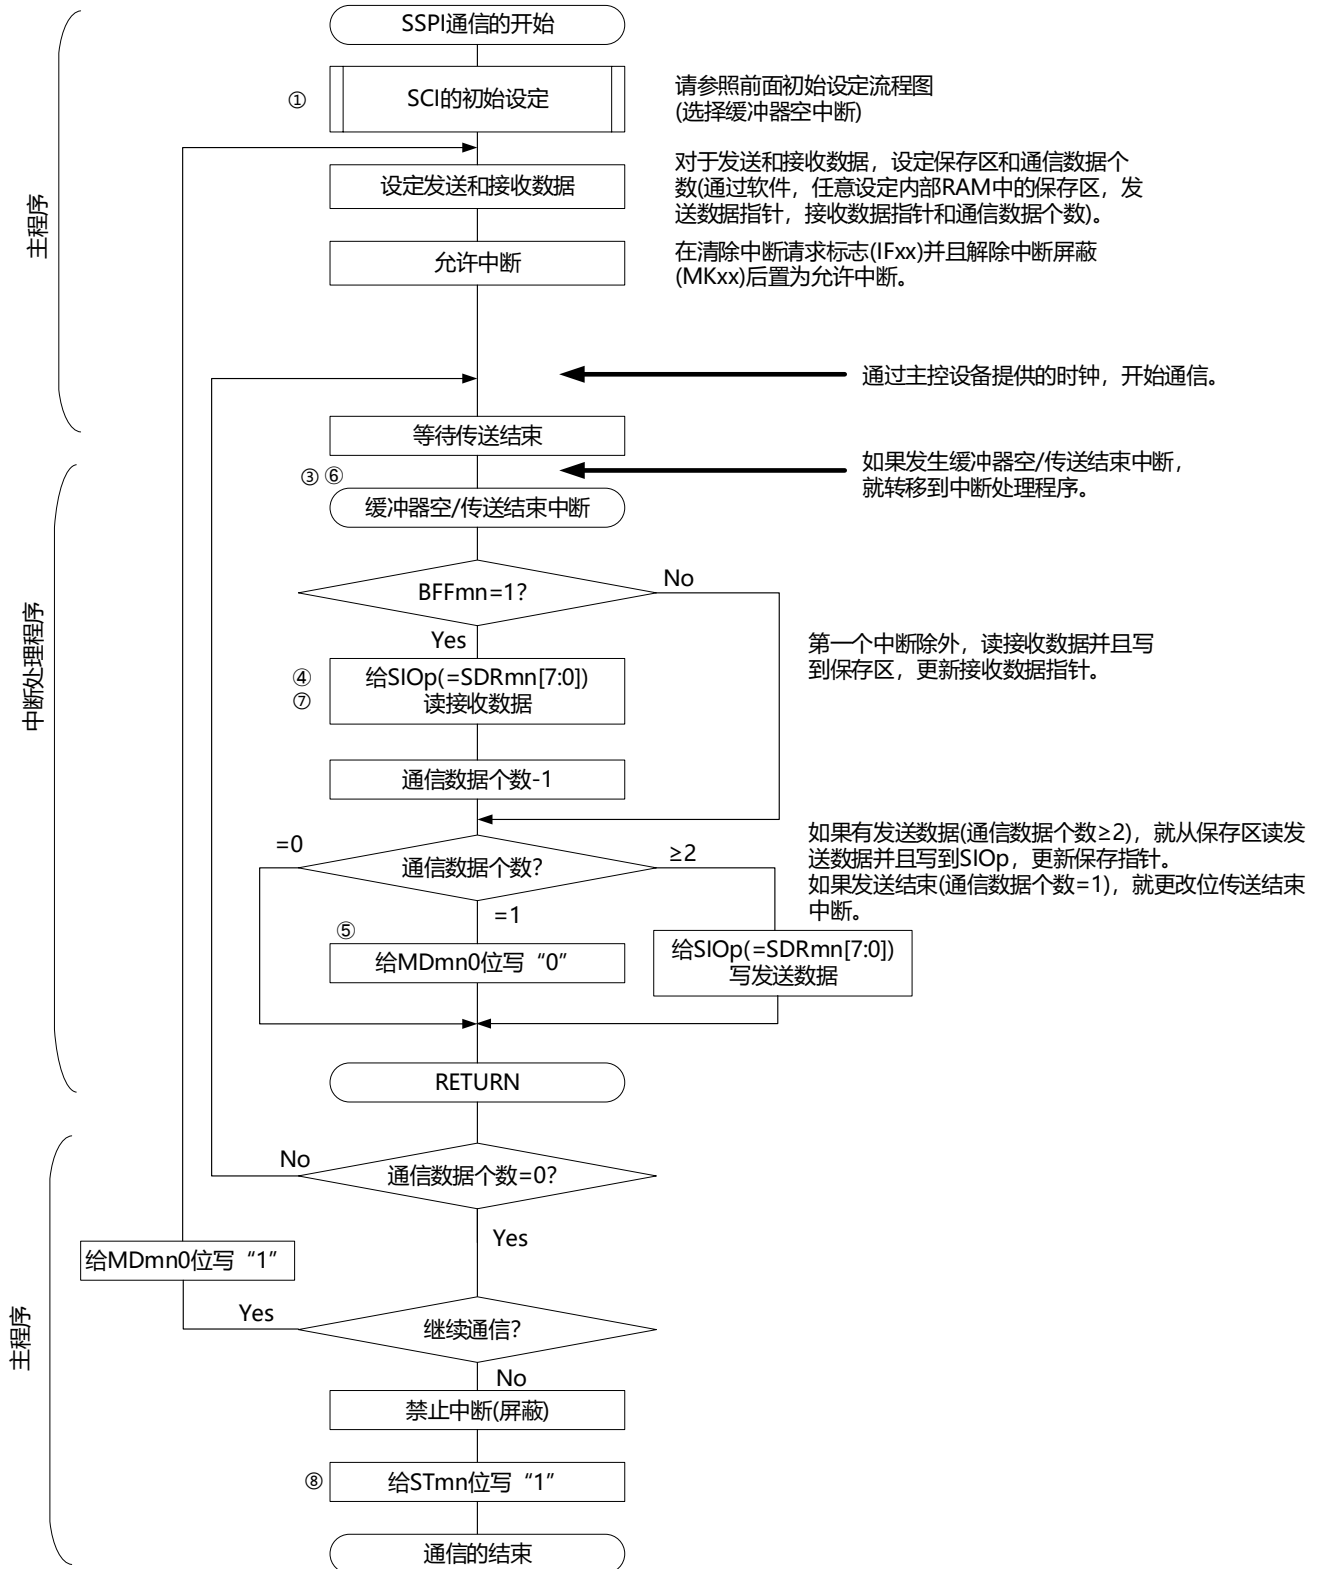 SSPI通信的开始
①
SCI的初始设定
请参照前面初始设定流程图
(选择缓冲器空中断)
设定发送和接收数据
对于发送和接收数据，设定保存区和通信数据个
数(通过软件，任意设定内部RAM中的保存区，发
送数据指针，接收数据指针和通信数据个数)。
主程序
允许中断
在清除中断请求标志(IFxx)并且解除中断屏蔽
(MKxx)后置为允许中断。
通过主控设备提供的时钟，开始通信。
等待传送结束
③ ⑥
如果发生缓冲器空/传送结束中断，
就转移到中断处理程序。
缓冲器空/传送结束中断
BFFmn=1?
No
Yes
中断处理程序
④
⑦
给SIOp(=SDRmn[7:0])
读接收数据
第一个中断除外，读接收数据并且写
到保存区，更新接收数据指针。
通信数据个数-1
=0
通信数据个数?
≥2
如果有发送数据(通信数据个数≥2)，就从保存区读发
送数据并且写到SIOp，更新保存指针。
如果发送结束(通信数据个数=1)，就更改位传送结束
中断。
=1
⑤
给MDmn0位写“0”
给SIOp(=SDRmn[7:0])
写发送数据
RETURN
No
通信数据个数=0?
Yes
给MDmn0位写“1”
Yes
继续通信?
主程序
No
禁止中断(屏蔽)
⑧
给STmn位写“1”
通信的结束